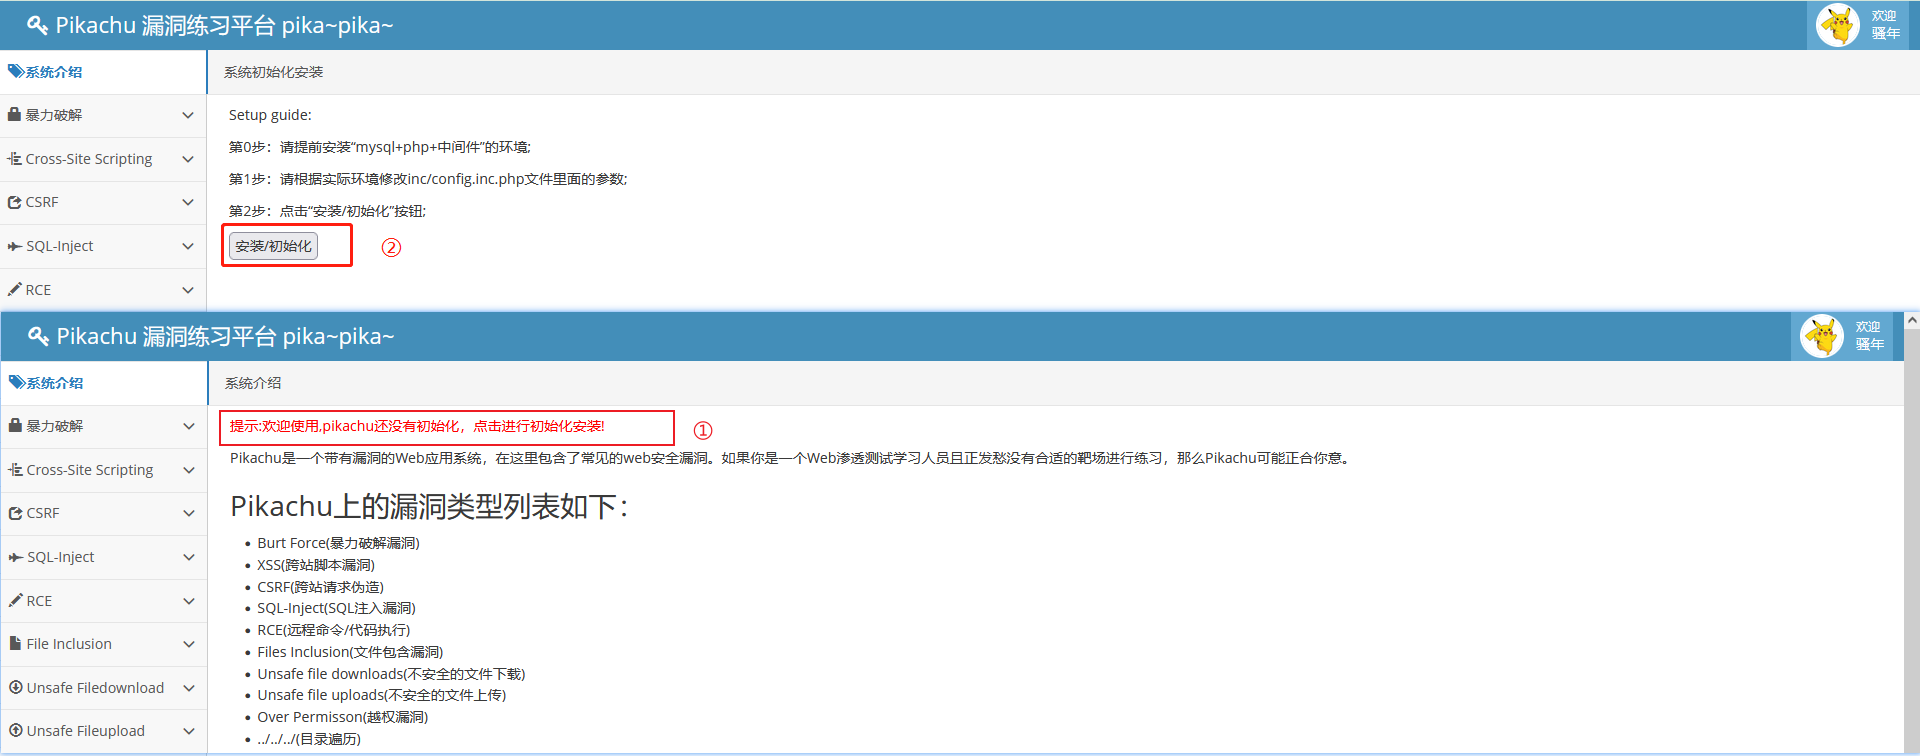 Pikachu 漏洞练习平台 pika~pika~
欢迎
骚年
系统介绍
系统初始化安装
暴力破解
Cross-Site Scripting
CSRF
SQL-Inject
RCE
Setup guide:
第0步：请提前安装“mysql+php+中间件”的环境;
第1步：请根据实际环境修改inc/config.inc.php文件里面的参数;
第2步：点击“安装/初始化”按钮;
安装/初始化
②
Pikachu 漏洞练习平台 pika~pika~
欢迎
骚年
系统介绍
系统介绍
暴力破解
Cross-Site Scripting
CSRF
SQL-Inject
RCE
File Inclusion
Unsafe Filedownload
Unsafe Fileupload
提示:欢迎使用,pikachu还没有初始化，点击进行初始化安装!
①
Pikachu是一个带有漏洞的Web应用系统，在这里包含了常见的web安全漏洞。如果你是一个Web渗透测试学习人员且正发愁没有合适的靶场进行练习，那么Pikachu可能正合你意。
Pikachu上的漏洞类型列表如下：
Burt Force(暴力破解漏洞)
XSS(跨站脚本漏洞)
CSRF(跨站请求伪造)
SQL-Inject(SQL注入漏洞)
RCE(远程命令/代码执行)
Files Inclusion(文件包含漏洞)
Unsafe file downloads(不安全的文件下载)
Unsafe file uploads(不安全的文件上传)
Over Permisson(越权漏洞)
../../../(目录遍历)